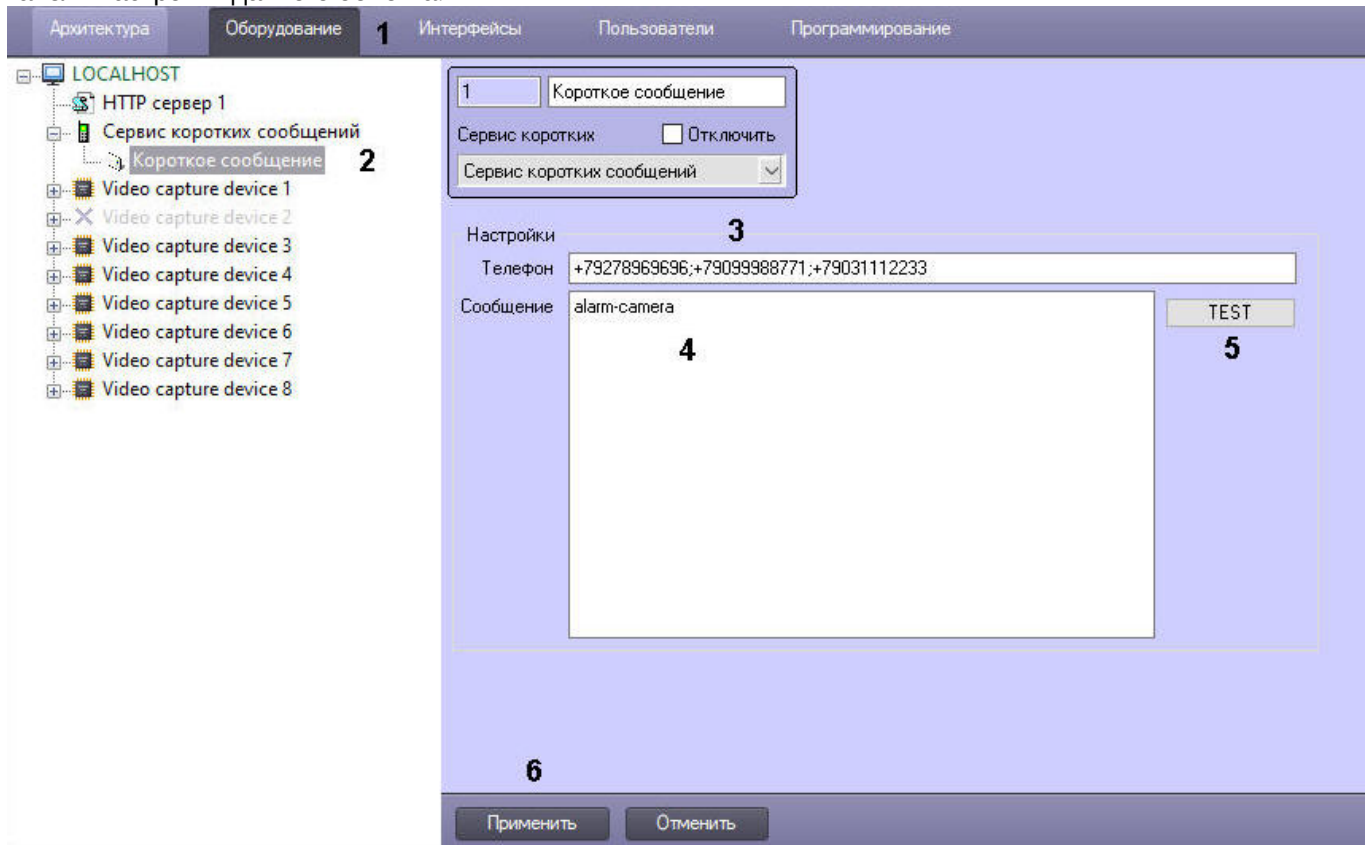 Архитектура Оборудование 1 Интерфейсы Пользователи Программирование
LOCALHOST
HTTP сервер 1
Сервис коротких сообщений
Короткое сообщение 2
Video capture device 1
Video capture device 2
Video capture device 3
Video capture device 4
Video capture device 5
Video capture device 6
Video capture device 7
Video capture device 8
1 Короткое сообщение
Сервис коротких Отключить
Сервис коротких сообщений
Настройки 3
Телефон +79278969696;+79099988771;+79031112233
Сообщение alarm-camera TEST
4 5
6
Применить Отменить